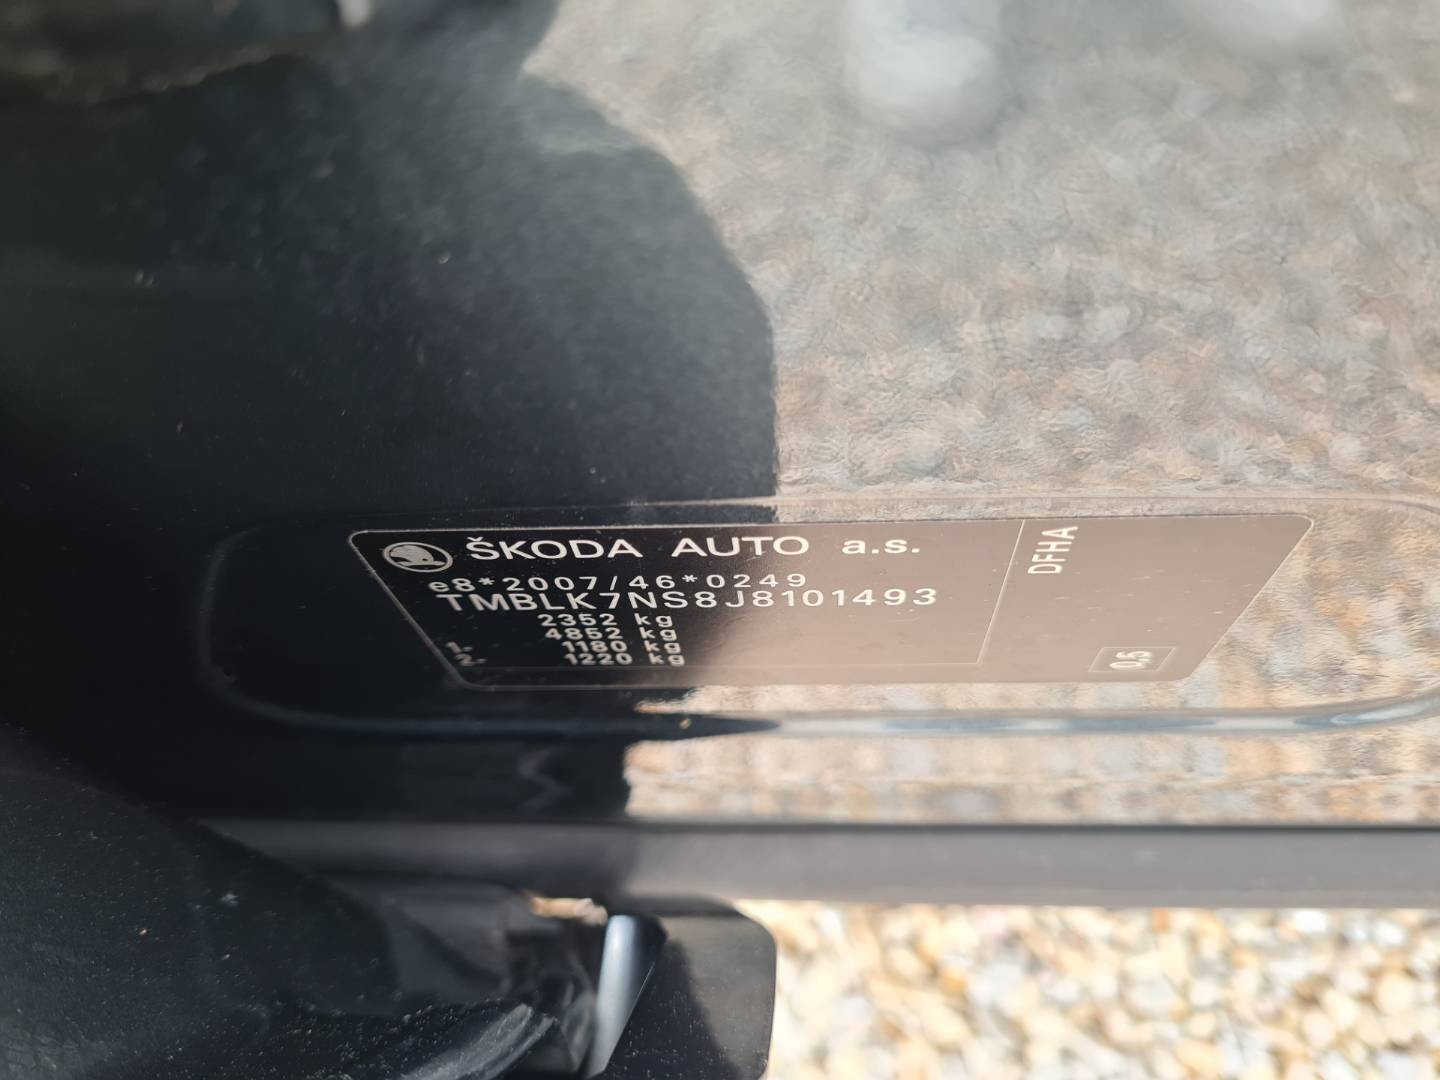 ŠKODA AUTO a.s.
e8*2007/46*0249
TMBLK7NS8J8101493
2352 kg
4852 kg
1. 1180 kg
2. 1220 kg
DFHA
0,6